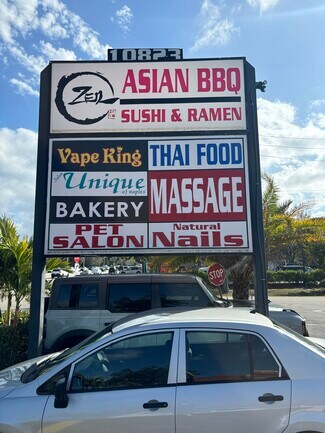 10823
Zen
ASIAN BBQ
SUSHI & RAMEN
Vape King
THAI FOOD
Unique
of naples
MASSAGE
BAKERY
PET
SALON
Natural
Nails
STOP